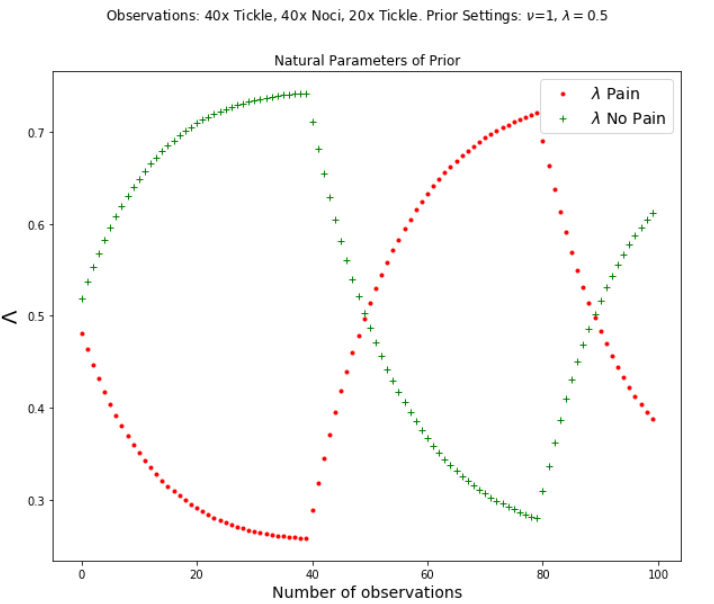 Observations: 40x Tickle, 40x Noci, 20x Tickle. Prior Settings: ν=1, λ = 0.5
Natural Parameters of Prior
λ Pain
λ No Pain
0.7
0.6
0.5
0.4
0.3
Λ
0 20 40 60 80 100
Number of observations